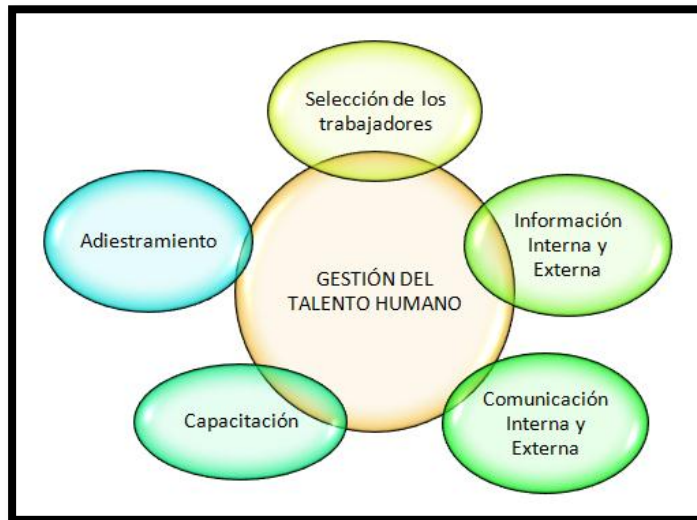 Selección de los
trabajadores
Adiestramiento
Información
Interna y
Externa
GESTIÓN DEL
TALENTO HUMANO
Capacitación
Comunicación
Interna y
Externa